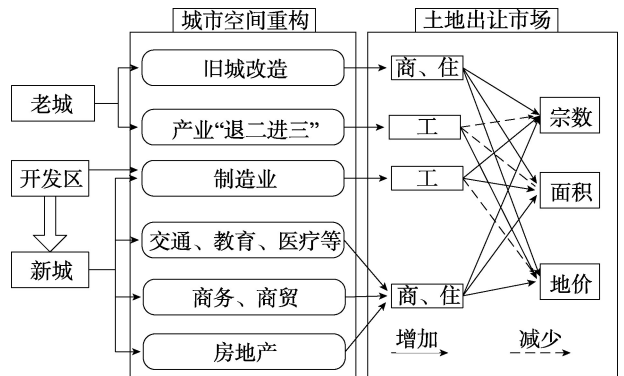 城市空间重构
土地出让市场
老城
开发区
新城
旧城改造
产业“退二进三”
制造业
交通、教育、医疗等
商务、商贸
房地产
商、住
工
工
商、住
宗数
面积
地价
增加
减少